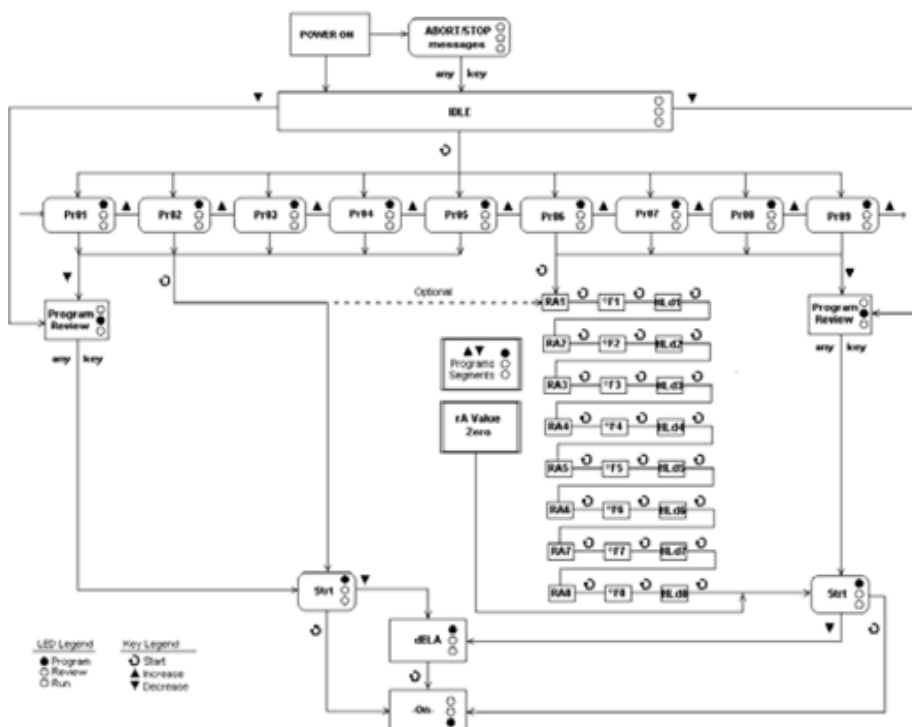 POWER ON
ABORT/STOP
messages
any key
IDLE
Pr01 Pr02 Pr03 Pr04 Pr05 Pr06 Pr07 Pr08 Pr09
Optional
Program
Review
any key
RA1 °F1 HLd1
RA2 °F2 HLd2
RA3 °F3 HLd3
RA4 °F4 HLd4
RA5 °F5 HLd5
RA6 °F6 HLd6
RA7 °F7 HLd7
RA8 °F8 HLd8
▲▼
Programs
Segments
rA Value
Zero
Program
Review
any key
Strt
Strt
dELA
On
LED Legend
Program
Review
Run
Key Legend
Start
Increase
Decrease